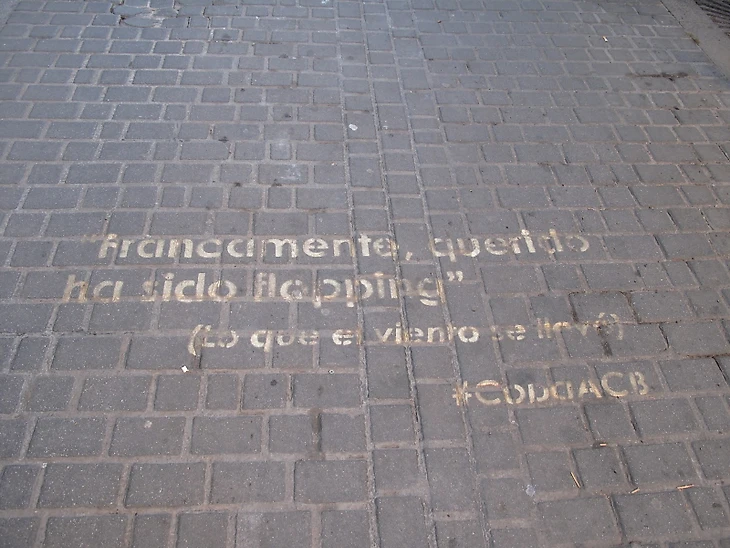 "francamente, querido
ha sido flopping"
(Lo que el viento se llevó)
#CopaACB